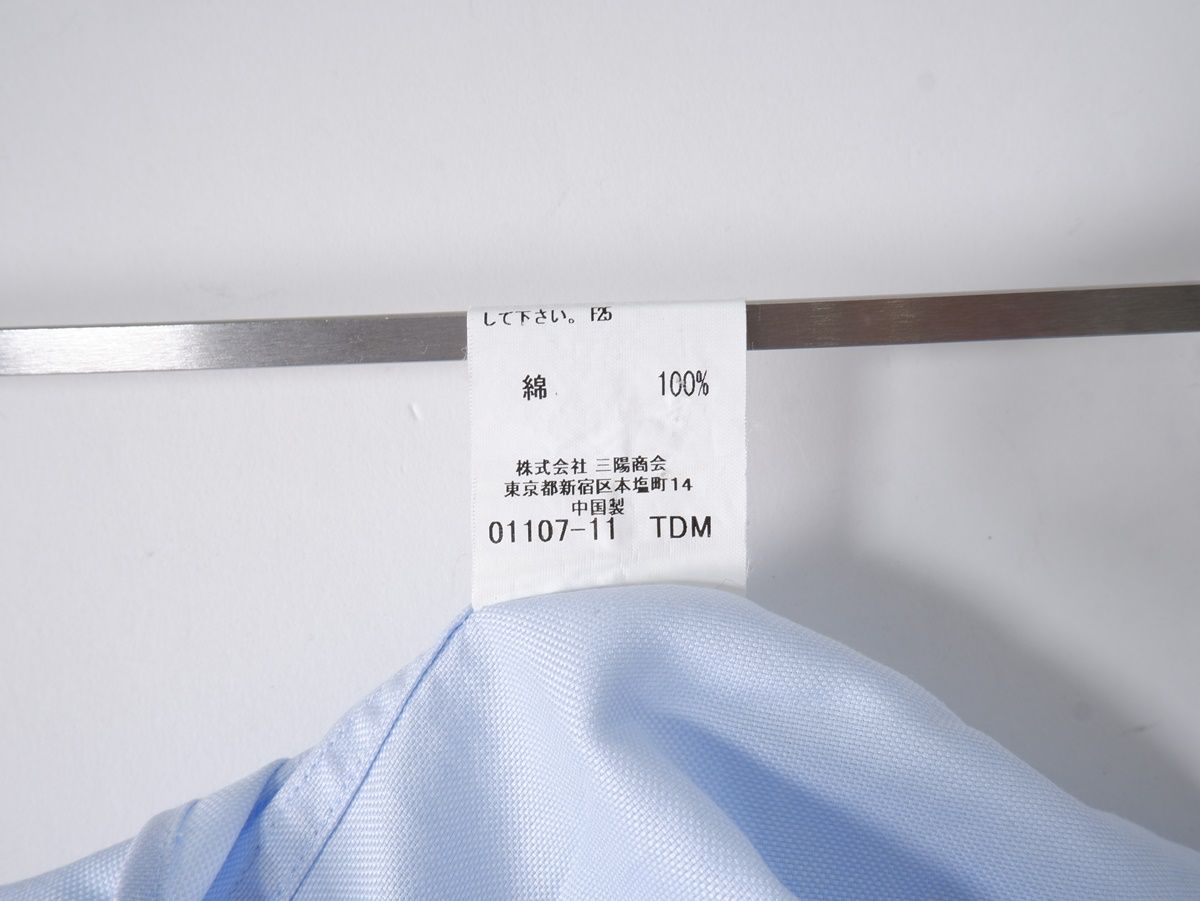 して下さい。 F25
綿 100%
株式会社 三陽商会
東京都新宿区本塩町14
中国製
01107-11 TDM